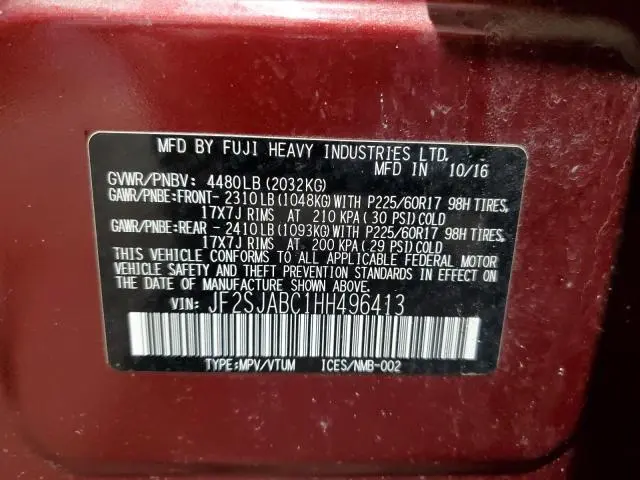 MFD BY FUJI HEAVY INDUSTRIES LTD.
MFD IN 10/16
GVWR/PNBV: 4480LB(2032KG)
GAWR/PNBE:FRONT- 2310LB(1048KG)WITH P225/60R17 98H TIRES,
17X7J RIMS AT 210 KPA(30 PSI)COLD
GAWR/PNBE:REAR - 2410LB(1093KG)WITH P225/60R17 98H TIRES,
17X7J RIMS AT 200 KPA(29 PSI)COLD
THIS VEHICLE CONFORMS TO ALL APPLICABLE FEDERAL MOTOR
VEHICLE SAFETY AND THEFT PREVENTION STANDARDS IN EFFECT ON
THE DATE OF MANUFACTURE SHOWN ABOVE.
VIN: JF2SJABC1HH496413
TYPE:MPV/VTUM ICES/NMB-002